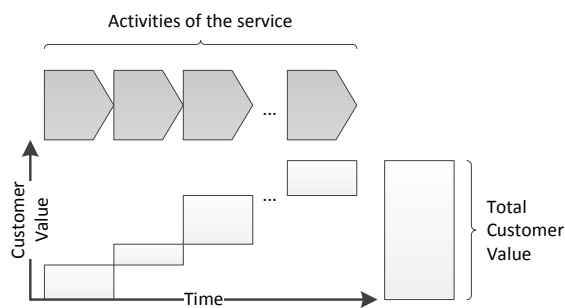 Activities of the service
...
Customer
Value
...
Time
Total
Customer
Value